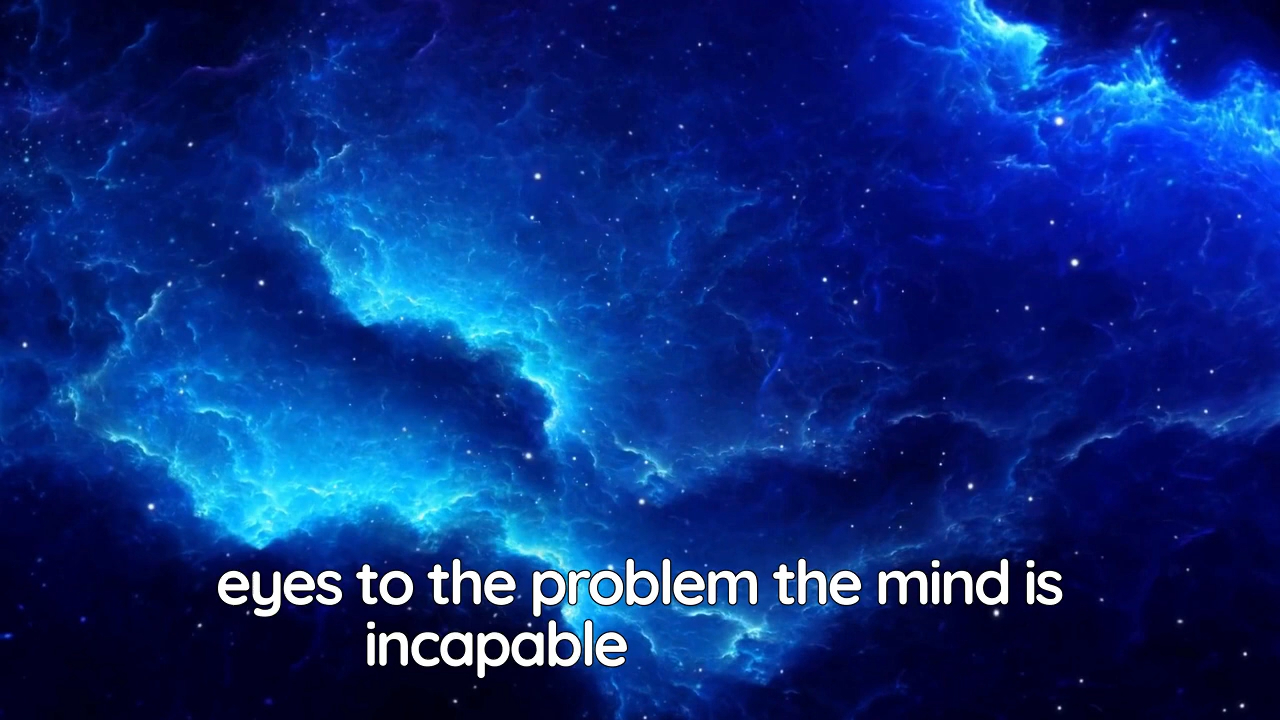 eyes to the problem the mind is
incapable